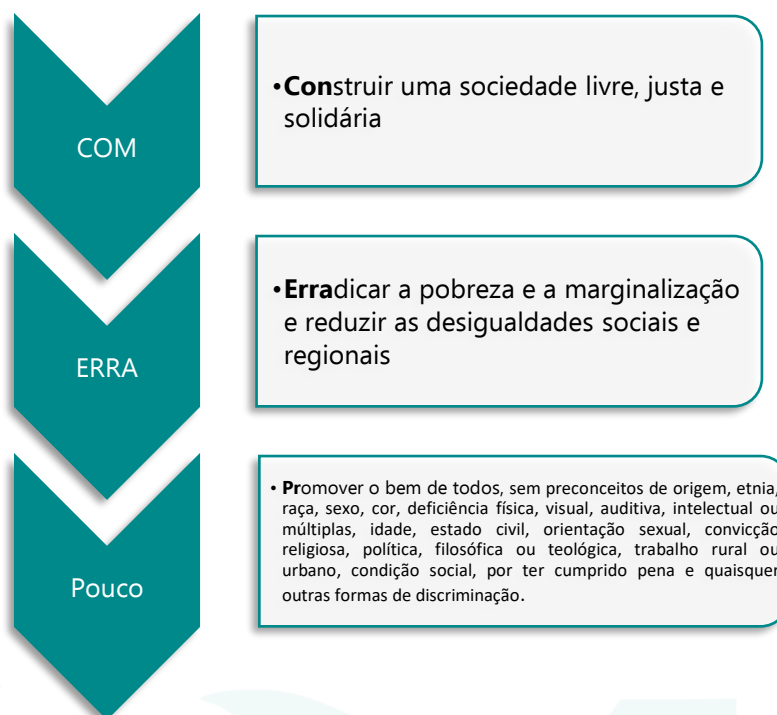 COM
•Construir uma sociedade livre, justa e
solidária
ERRA
•Erradicar a pobreza e a marginalização
e reduzir as desigualdades sociais e
regionais
Pouco
• Promover o bem de todos, sem preconceitos de origem, etnia,
raça, sexo, cor, deficiência física, visual, auditiva, intelectual ou
múltiplas, idade, estado civil, orientação sexual, convicção
religiosa, política, filosófica ou teológica, trabalho rural ou
urbano, condição social, por ter cumprido pena e quaisquer
outras formas de discriminação.